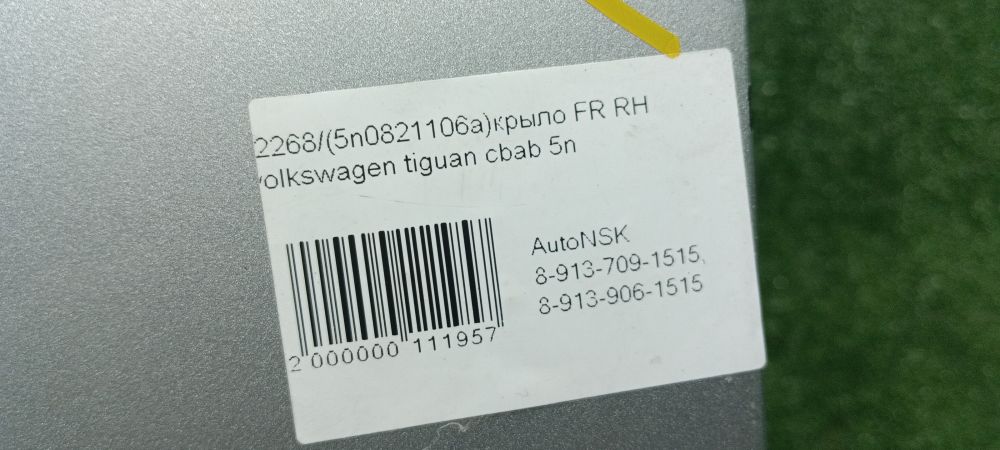 2268/(5n0821106a)крыло FR RH
volkswagen tiguan cbab 5n
AutoNSK
8-913-709-1515,
8-913-906-1515
2 000000 111957